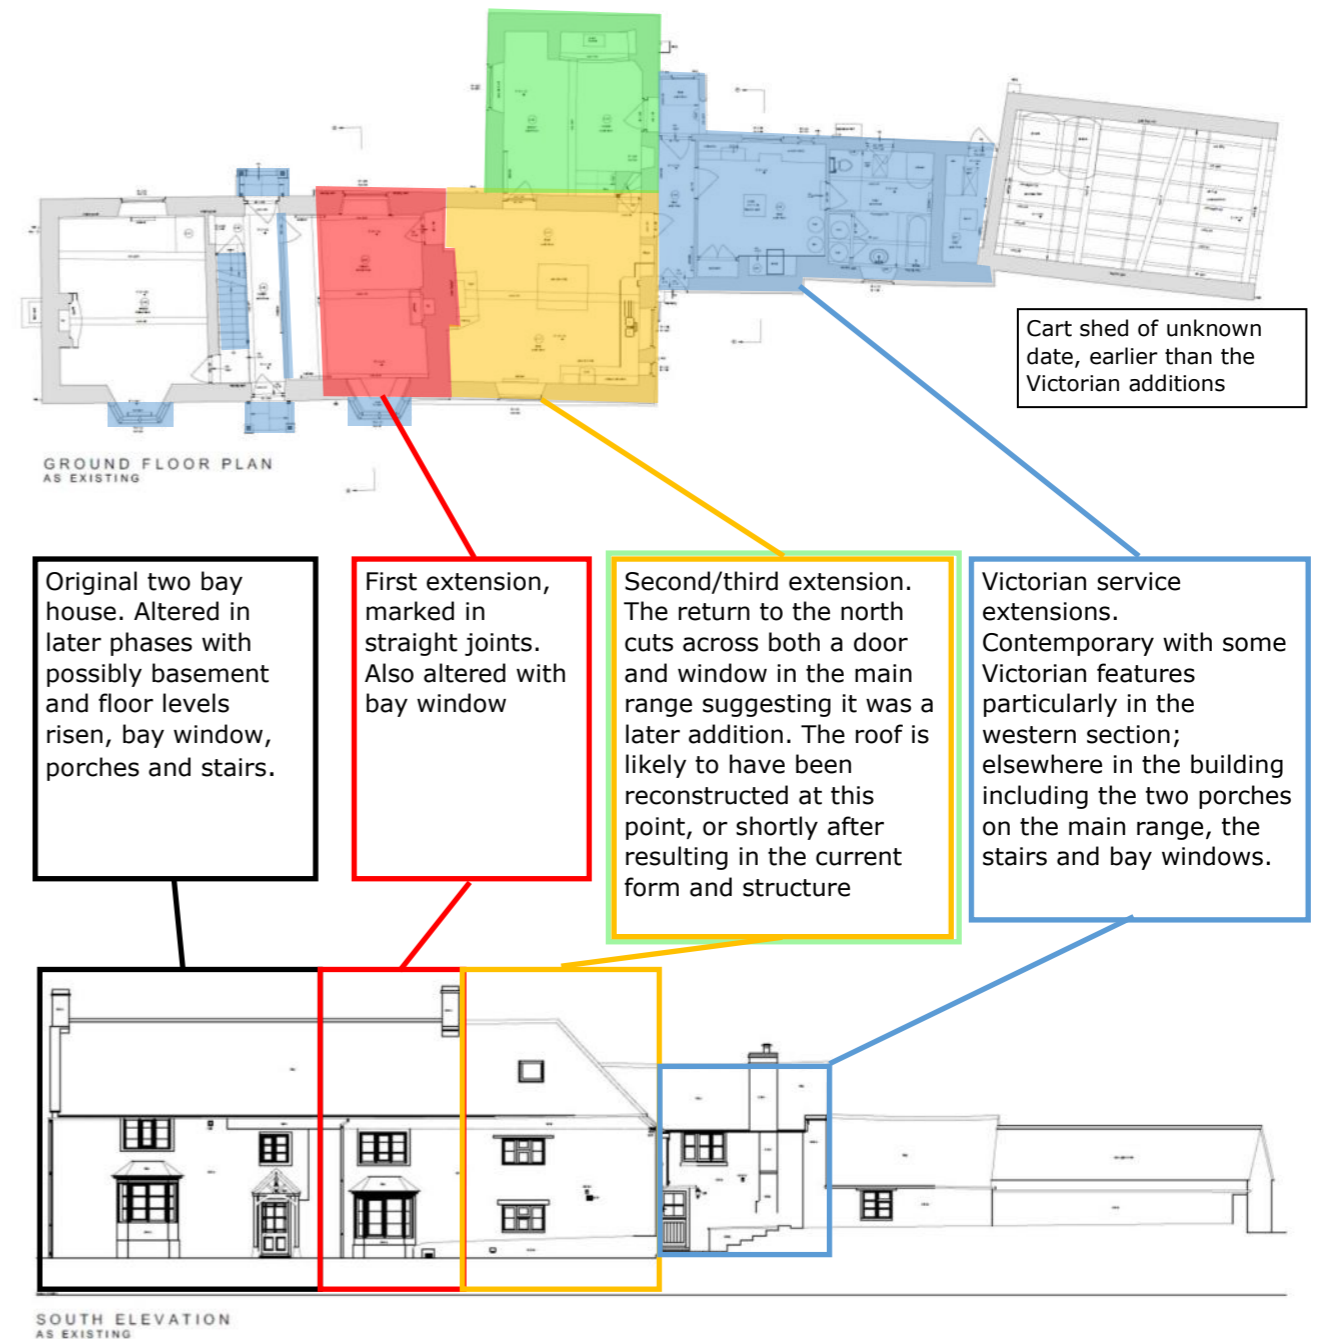 Cart shed of unknown
date, earlier than the
Victorian additions
GROUND FLOOR PLAN
AS EXISTING
Original two bay
house. Altered in
later phases with
possibly basement
and floor levels
risen, bay window,
porches and stairs.
First extension,
marked in
straight joints.
Also altered with
bay window
Second/third extension.
The return to the north
cuts across both a door
and window in the main
range suggesting it was a
later addition. The roof is
likely to have been
reconstructed at this
point, or shortly after
resulting in the current
form and structure
Victorian service
extensions.
Contemporary with some
Victorian features
particularly in the
western section;
elsewhere in the building
including the two porches
on the main range, the
stairs and bay windows.
SOUTH ELEVATION
AS EXISTING